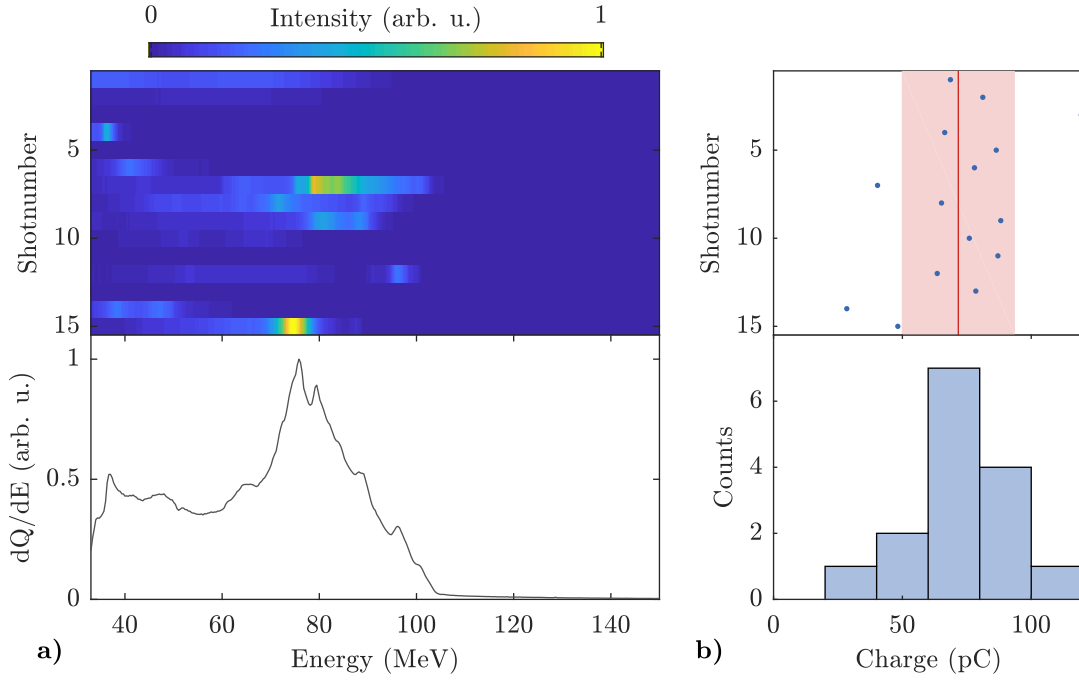 0 Intensity (arb. u.) 1
Shotnumber
5
10
15
dQ/dE (arb. u.)
1
0.5
0
40 60 80 100 120 140
Energy (MeV)
a)
Shotnumber
5
10
15
Counts
6
4
2
0
0 50 100
Charge (pC)
b)